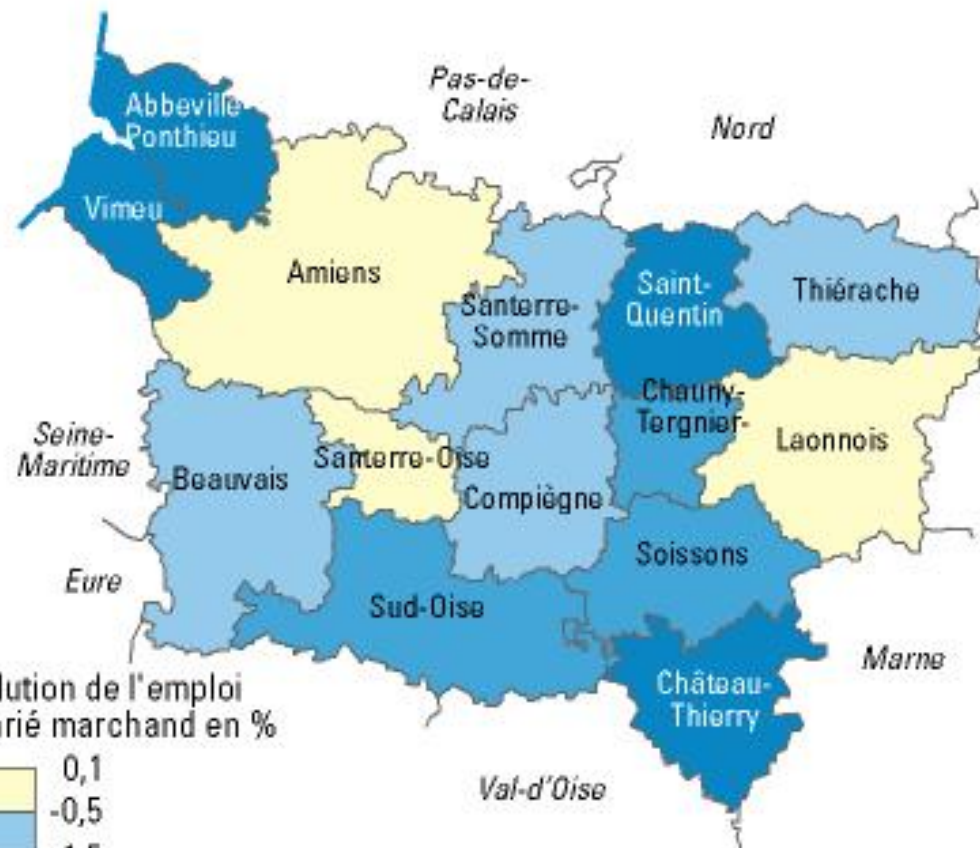 Pas-de-
Calais
Nord
Abbeville-
Ponthieu
Vimeu
Amiens
Saint-
Quentin
Thiérache
Santerre-
Somme
Chauny-
Tergnier-
Laonnois
Seine-
Maritime
Santerre-Oise
Beauvais
Compiègne
Soissons
Eure
Sud-Oise
Marne
Château-
Thierry
lution de l'emploi
arié marchand en %
0,1
-0,5
Val-d'Oise